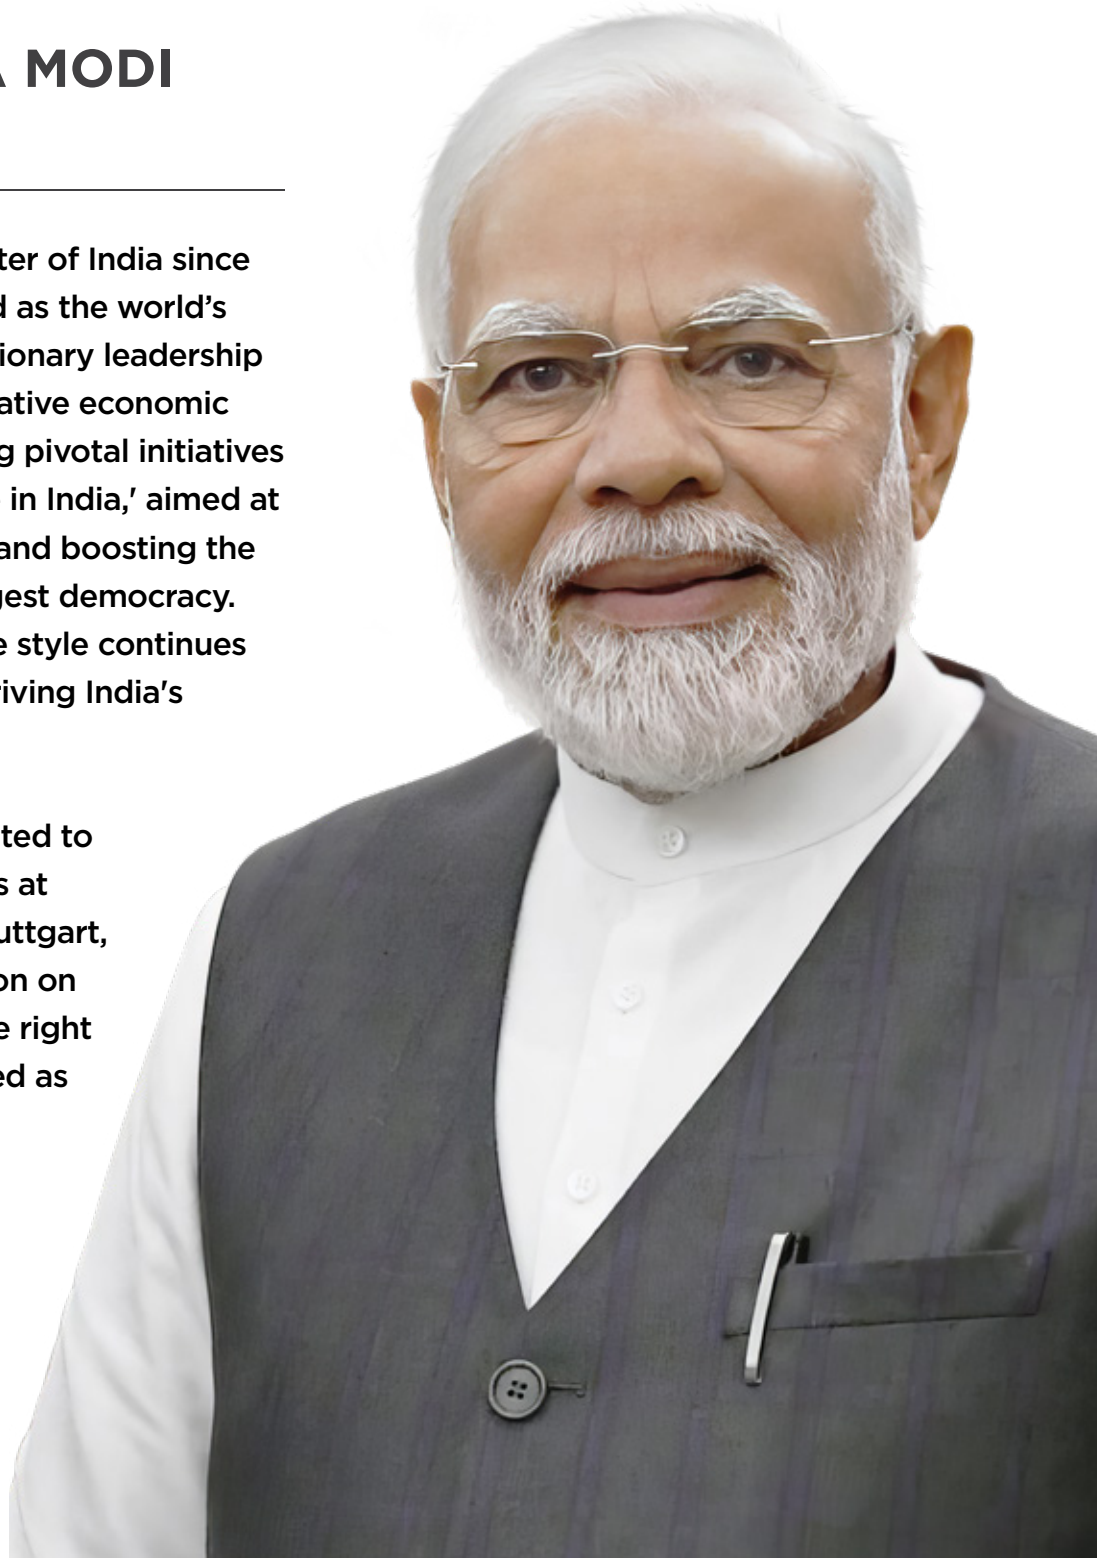 A MODI
ter of India since
d as the world’s
ionary leadership
ative economic
g pivotal initiatives
in India,' aimed at
and boosting the
gest democracy.
e style continues
riving India's
ted to
s at
uttgart,
on on
e right
ed as